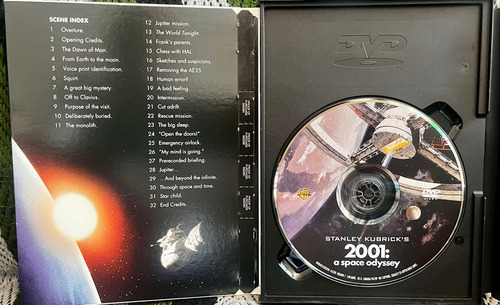 SCENE INDEX
1 Overture.
2 Opening Credits.
3 The Dawn of Man.
4 From Earth to the moon.
5 Voice print identification.
6 Squirt.
7 A great big mystery.
8 Off to Clavius.
9 Purpose of the visit.
10 Deliberately buried.
11 The monolith.
12 Jupiter mission.
13 The World Tonight.
14 Frank's parents.
15 Chess with HAL.
16 Sketches and suspicions.
17 Removing the AE35.
18 Human error?
19 A bad feeling.
20 Intermission.
21 Cut adrift.
22 Rescue mission.
23 The big sleep.
24 "Open the doors!"
25 Emergency airlock.
26 "My mind is going."
27 Prerecorded briefing.
28 Jupiter...
29 ...And beyond the infinite.
30 Through space and time.
31 Star child.
32 End Credits.
DVD
DVD
STANLEY KUBRICK'S
2001:
a space odyssey